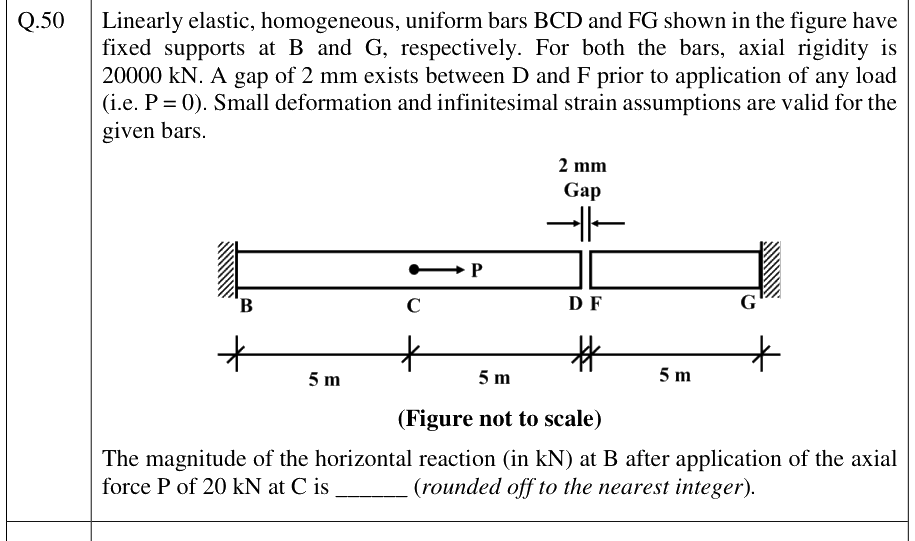 Q.50
Linearly elastic, homogeneous, uniform bars BCD and FG shown in the figure have
fixed supports at B and G, respectively. For both the bars, axial rigidity is
20000 kN. A gap of 2 mm exists between D and F prior to application of any load
(i.e. P = 0). Small deformation and infinitesimal strain assumptions are valid for the
given bars.
2 mm
Gap
P
B C D F G
5 m 5 m 5 m
(Figure not to scale)
The magnitude of the horizontal reaction (in kN) at B after application of the axial
force P of 20 kN at C is ______ (rounded off to the nearest integer).